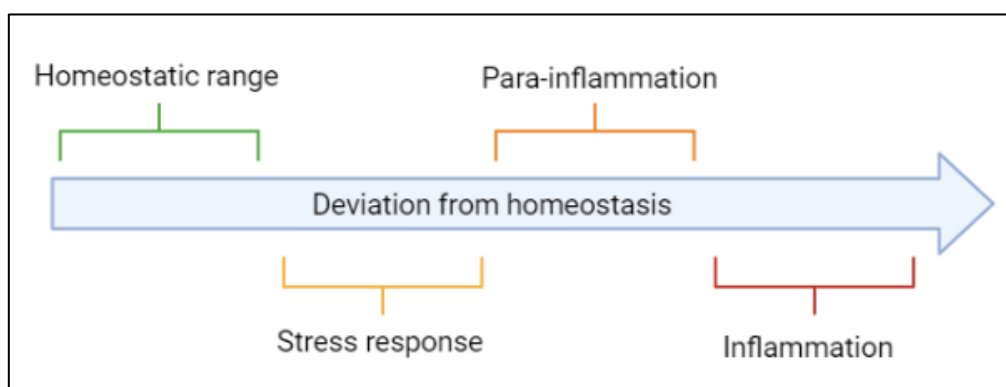 Homeostatic range
Para-inflammation
Deviation from homeostasis
Stress response
Inflammation